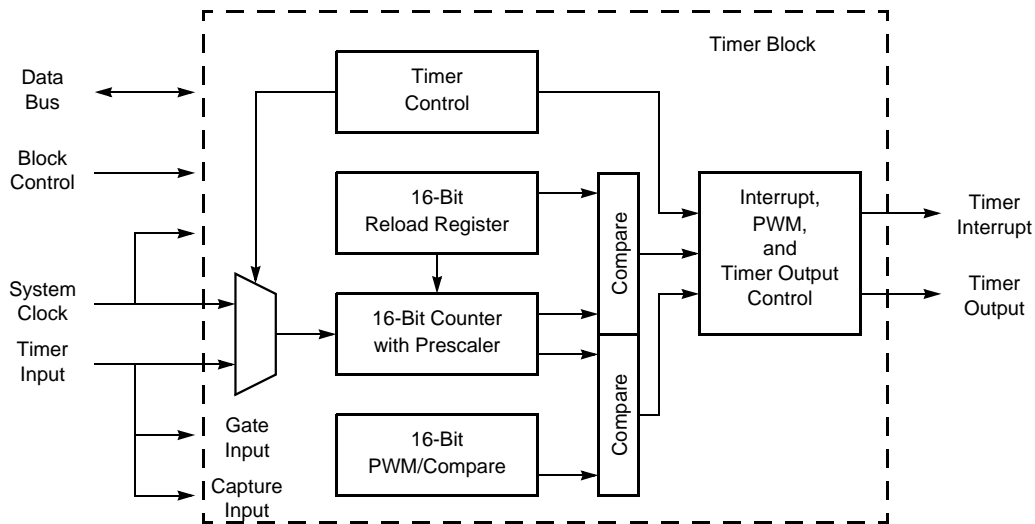 Timer Block
Data
Bus
Timer
Control
Block
Control
16-Bit
Reload Register
Compare
Interrupt,
PWM,
and
Timer Output
Control
Timer
Interrupt
System
Clock
16-Bit Counter
with Prescaler
Timer
Output
Timer
Input
Compare
Gate
Input
16-Bit
PWM/Compare
Capture
Input